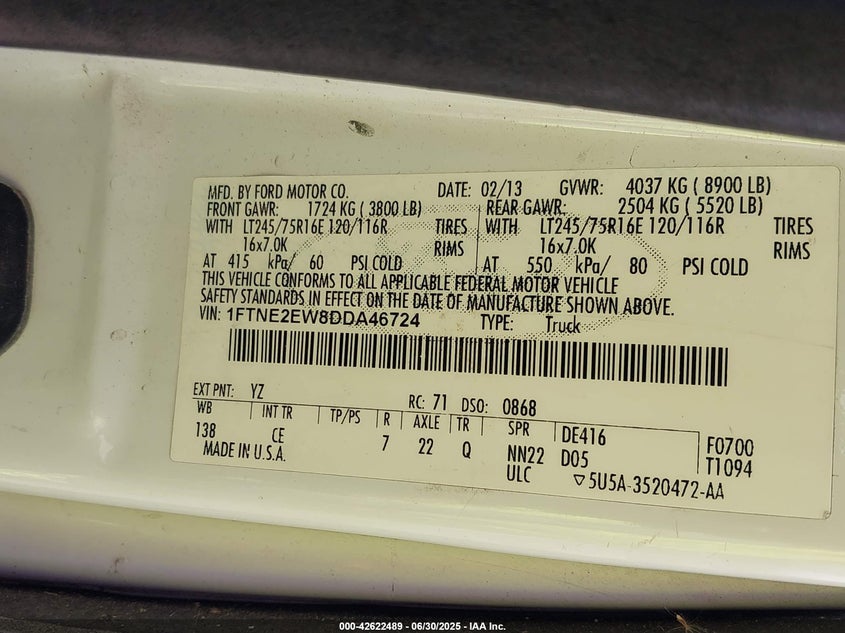 MFD. BY FORD MOTOR CO. DATE: 02/13 GVWR: 4037 KG ( 8900 LB)
FRONT GAWR: 1724 KG ( 3800 LB) REAR GAWR: 2504 KG ( 5520 LB)
WITH LT245/75R16E 120/116R TIRES WITH LT245/75R16E 120/116R TIRES
16x7.0K RIMS 16x7.0K RIMS
AT 415 kPa/ 60 PSI COLD AT 550 kPa/ 80 PSI COLD
THIS VEHICLE CONFORMS TO ALL APPLICABLE FEDERAL MOTOR VEHICLE
SAFETY STANDARDS IN EFFECT ON THE DATE OF MANUFACTURE SHOWN ABOVE.
VIN: 1FTNE2EW8DDA46724 TYPE: Truck
EXT PNT: YZ RC: 71 DSO: 0868
WB INT TR TP/PS R AXLE TR SPR DE416 F0700
138 CE 7 22 Q NN22 D05 T1094
MADE IN U.S.A. ULC ▽5U5A-3520472-AA
000-42622489 - 06/30/2025 - IAA Inc.